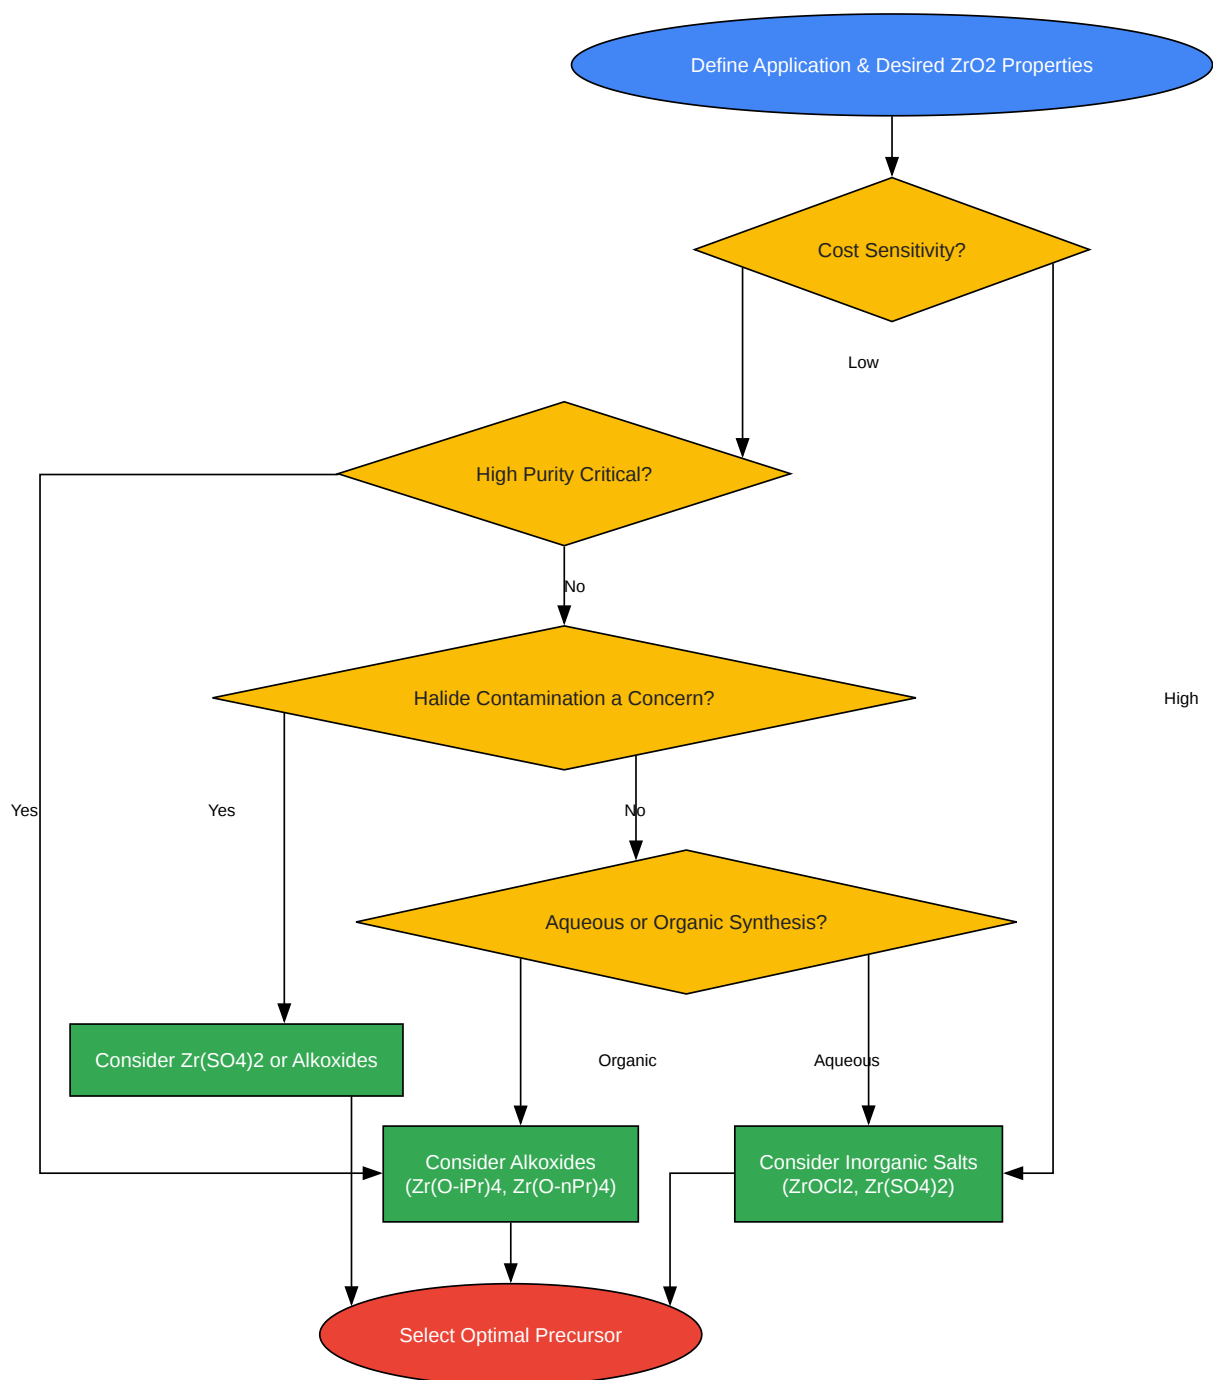 Define Application & Desired ZrO2 Properties
Cost Sensitivity?
Low
High Purity Critical?
No
Halide Contamination a Concern?
High
Yes
Yes
No
Aqueous or Organic Synthesis?
Consider Zr(SO4)2 or Alkoxides
Organic
Aqueous
Consider Alkoxides
(Zr(O-iPr)4, Zr(O-nPr)4)
Consider Inorganic Salts
(ZrOCl2, Zr(SO4)2)
Select Optimal Precursor